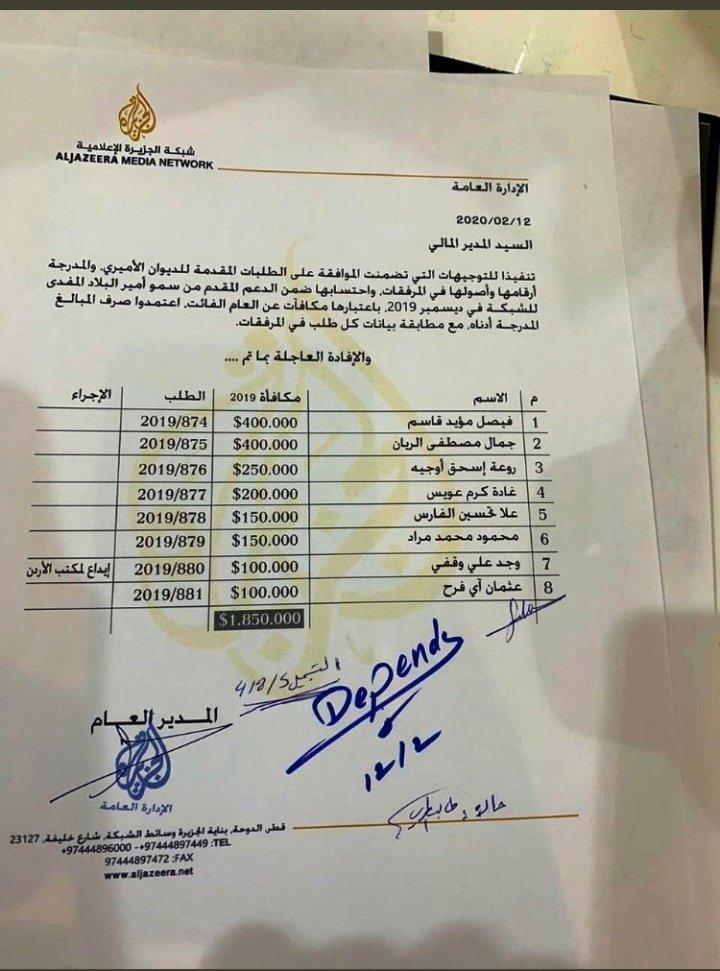 شبكة الجزيرة الإعلامية
ALJAZEERA MEDIA NETWORK
الإدارة العامة
2020/02/12
السيد المدير المالي
تنفيذا للتوجيهات التي تضمنت الموافقة على الطلبات المقدمة للديوان الأميري، والمدرجة
أرقامها وأصولها في المرفقات، واحتسابها ضمن الدعم المقدم من سمو أمير البلاد المفدى
للشبكة في ديسمبر 2019، باعتبارها مكافآت عن العام الفائت، اعتمدوا صرف المبالغ
المدرجة أدناه، مع مطابقة بيانات كل طلب في المرفقات.
والإفادة العاجلة بما تم ....
م الاسم مكافأة 2019 الطلب الإجراء
1 فيصل مؤيد قاسم $400.000 2019/874
2 جمال مصطفى الريان $400.000 2019/875
3 روعة إسحق أوجيه $250.000 2019/876
4 غادة كرم عويس $200.000 2019/877
5 علا تحسين الفارس $150.000 2019/878
6 محمود محمد مراد $150.000 2019/879
7 وجد علي وقفي $100.000 2019/880 إيداع لمكتب الأردن
8 عثمان آي فرح $100.000 2019/881
$1.850.000
Depends
12/2
المدير العام
الإدارة العامة
قطر، الدوحة، بناية الجزيرة وسائط الشبكة، شارع خليفة، 23127
+97444896000 -+97444897449 :TEL
97444897472 :FAX
www.aljazeera.net